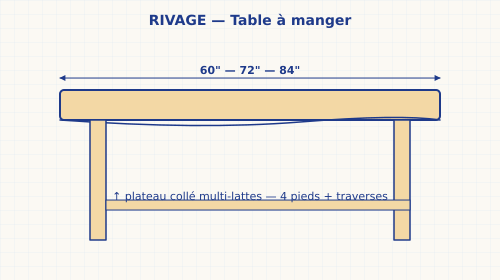 RIVAGE — Table à manger
60" — 72" — 84"
↑ plateau collé multi-lattes — 4 pieds + traverses